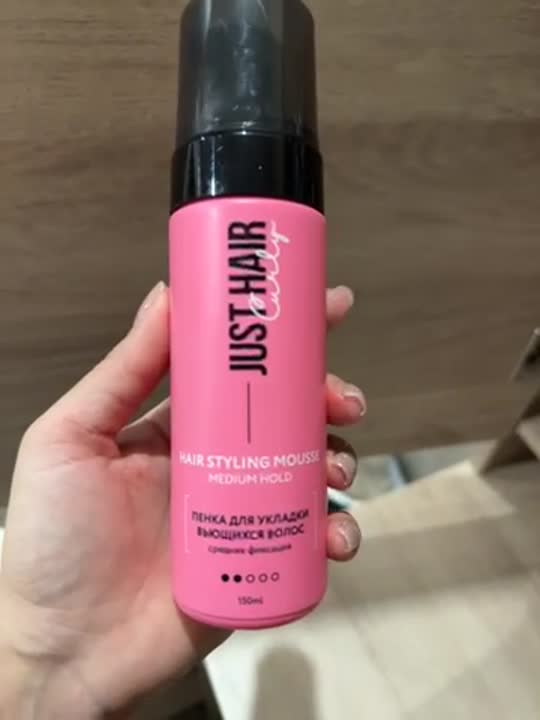 JUST HAIR
Curly
HAIR STYLING MOUSSE
MEDIUM HOLD
ПЕНКА ДЛЯ УКЛАДКИ
ВЬЮЩИХСЯ ВОЛОС
средняя фиксация
150ml